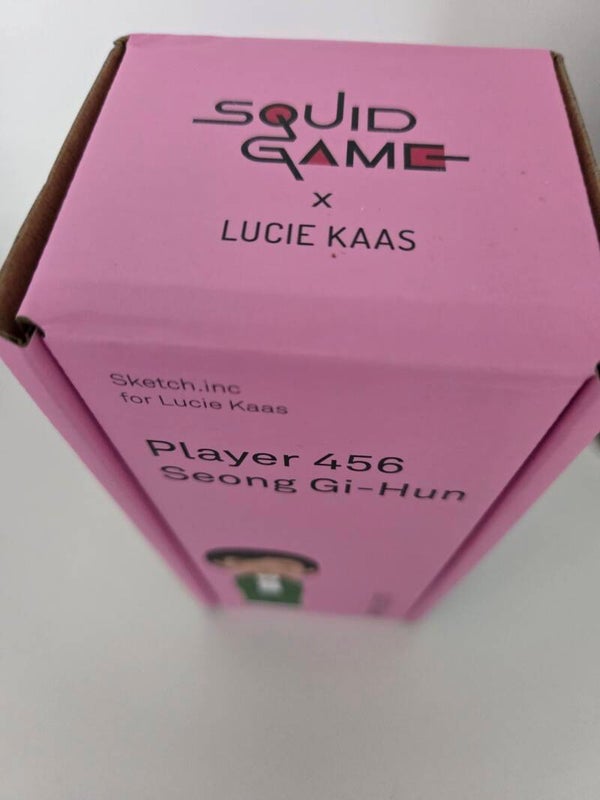 SQUID
GAME
x
LUCIE KAAS
Sketch.inc
for Lucie Kaas
Player 456
Seong Gi-Hun